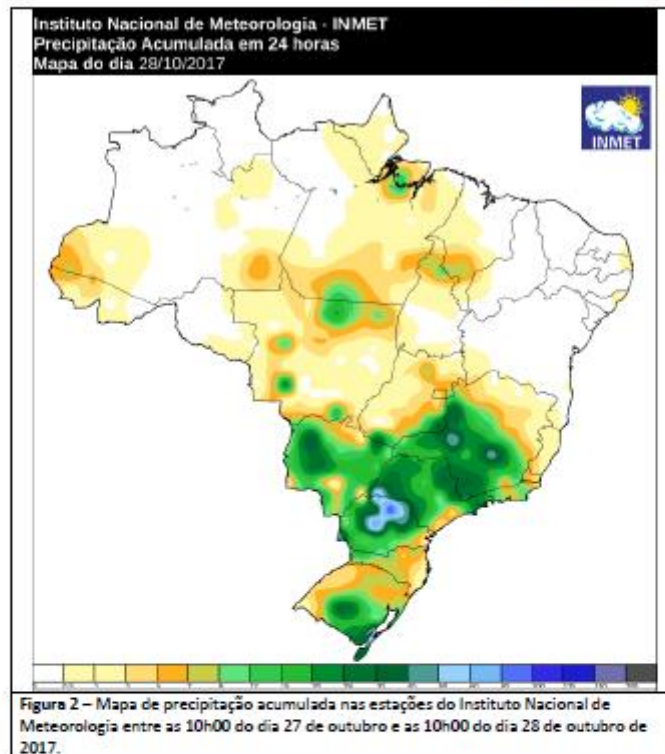 Instituto Nacional de Meteorologia - INMET
Precipitação Acumulada em 24 horas
Mapa do dia 28/10/2017
INMET
Figura 2 – Mapa de precipitação acumulada nas estações do Instituto Nacional de
Meteorologia entre as 10h00 do dia 27 de outubro e as 10h00 do dia 28 de outubro de
2017.